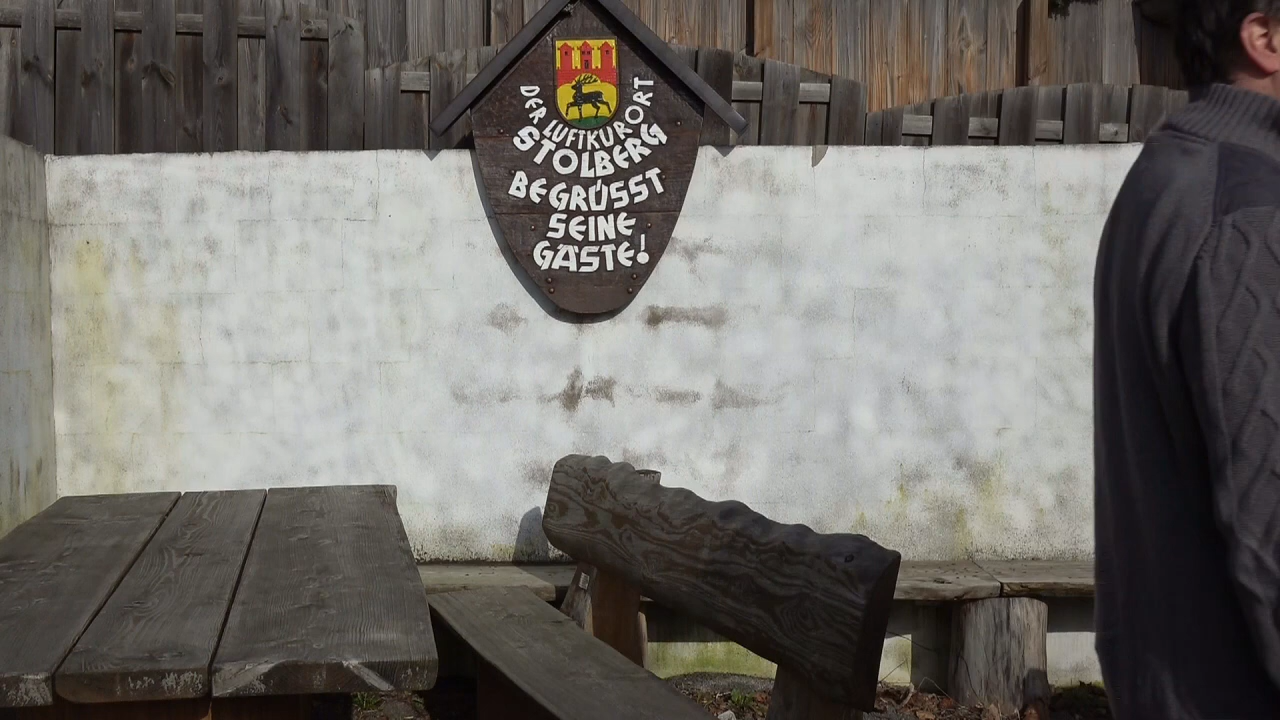 DER LUFTKURORT
STOLBERG
BEGRÜSST
SEINE
GÄSTE!